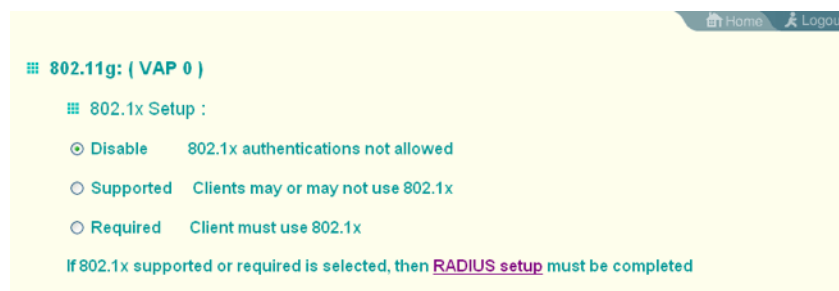 Home Logou
802.11g: ( VAP 0 )
802.1x Setup :
Disable 802.1x authentications not allowed
Supported Clients may or may not use 802.1x
Required Client must use 802.1x
If 802.1x supported or required is selected, then RADIUS setup must be completed